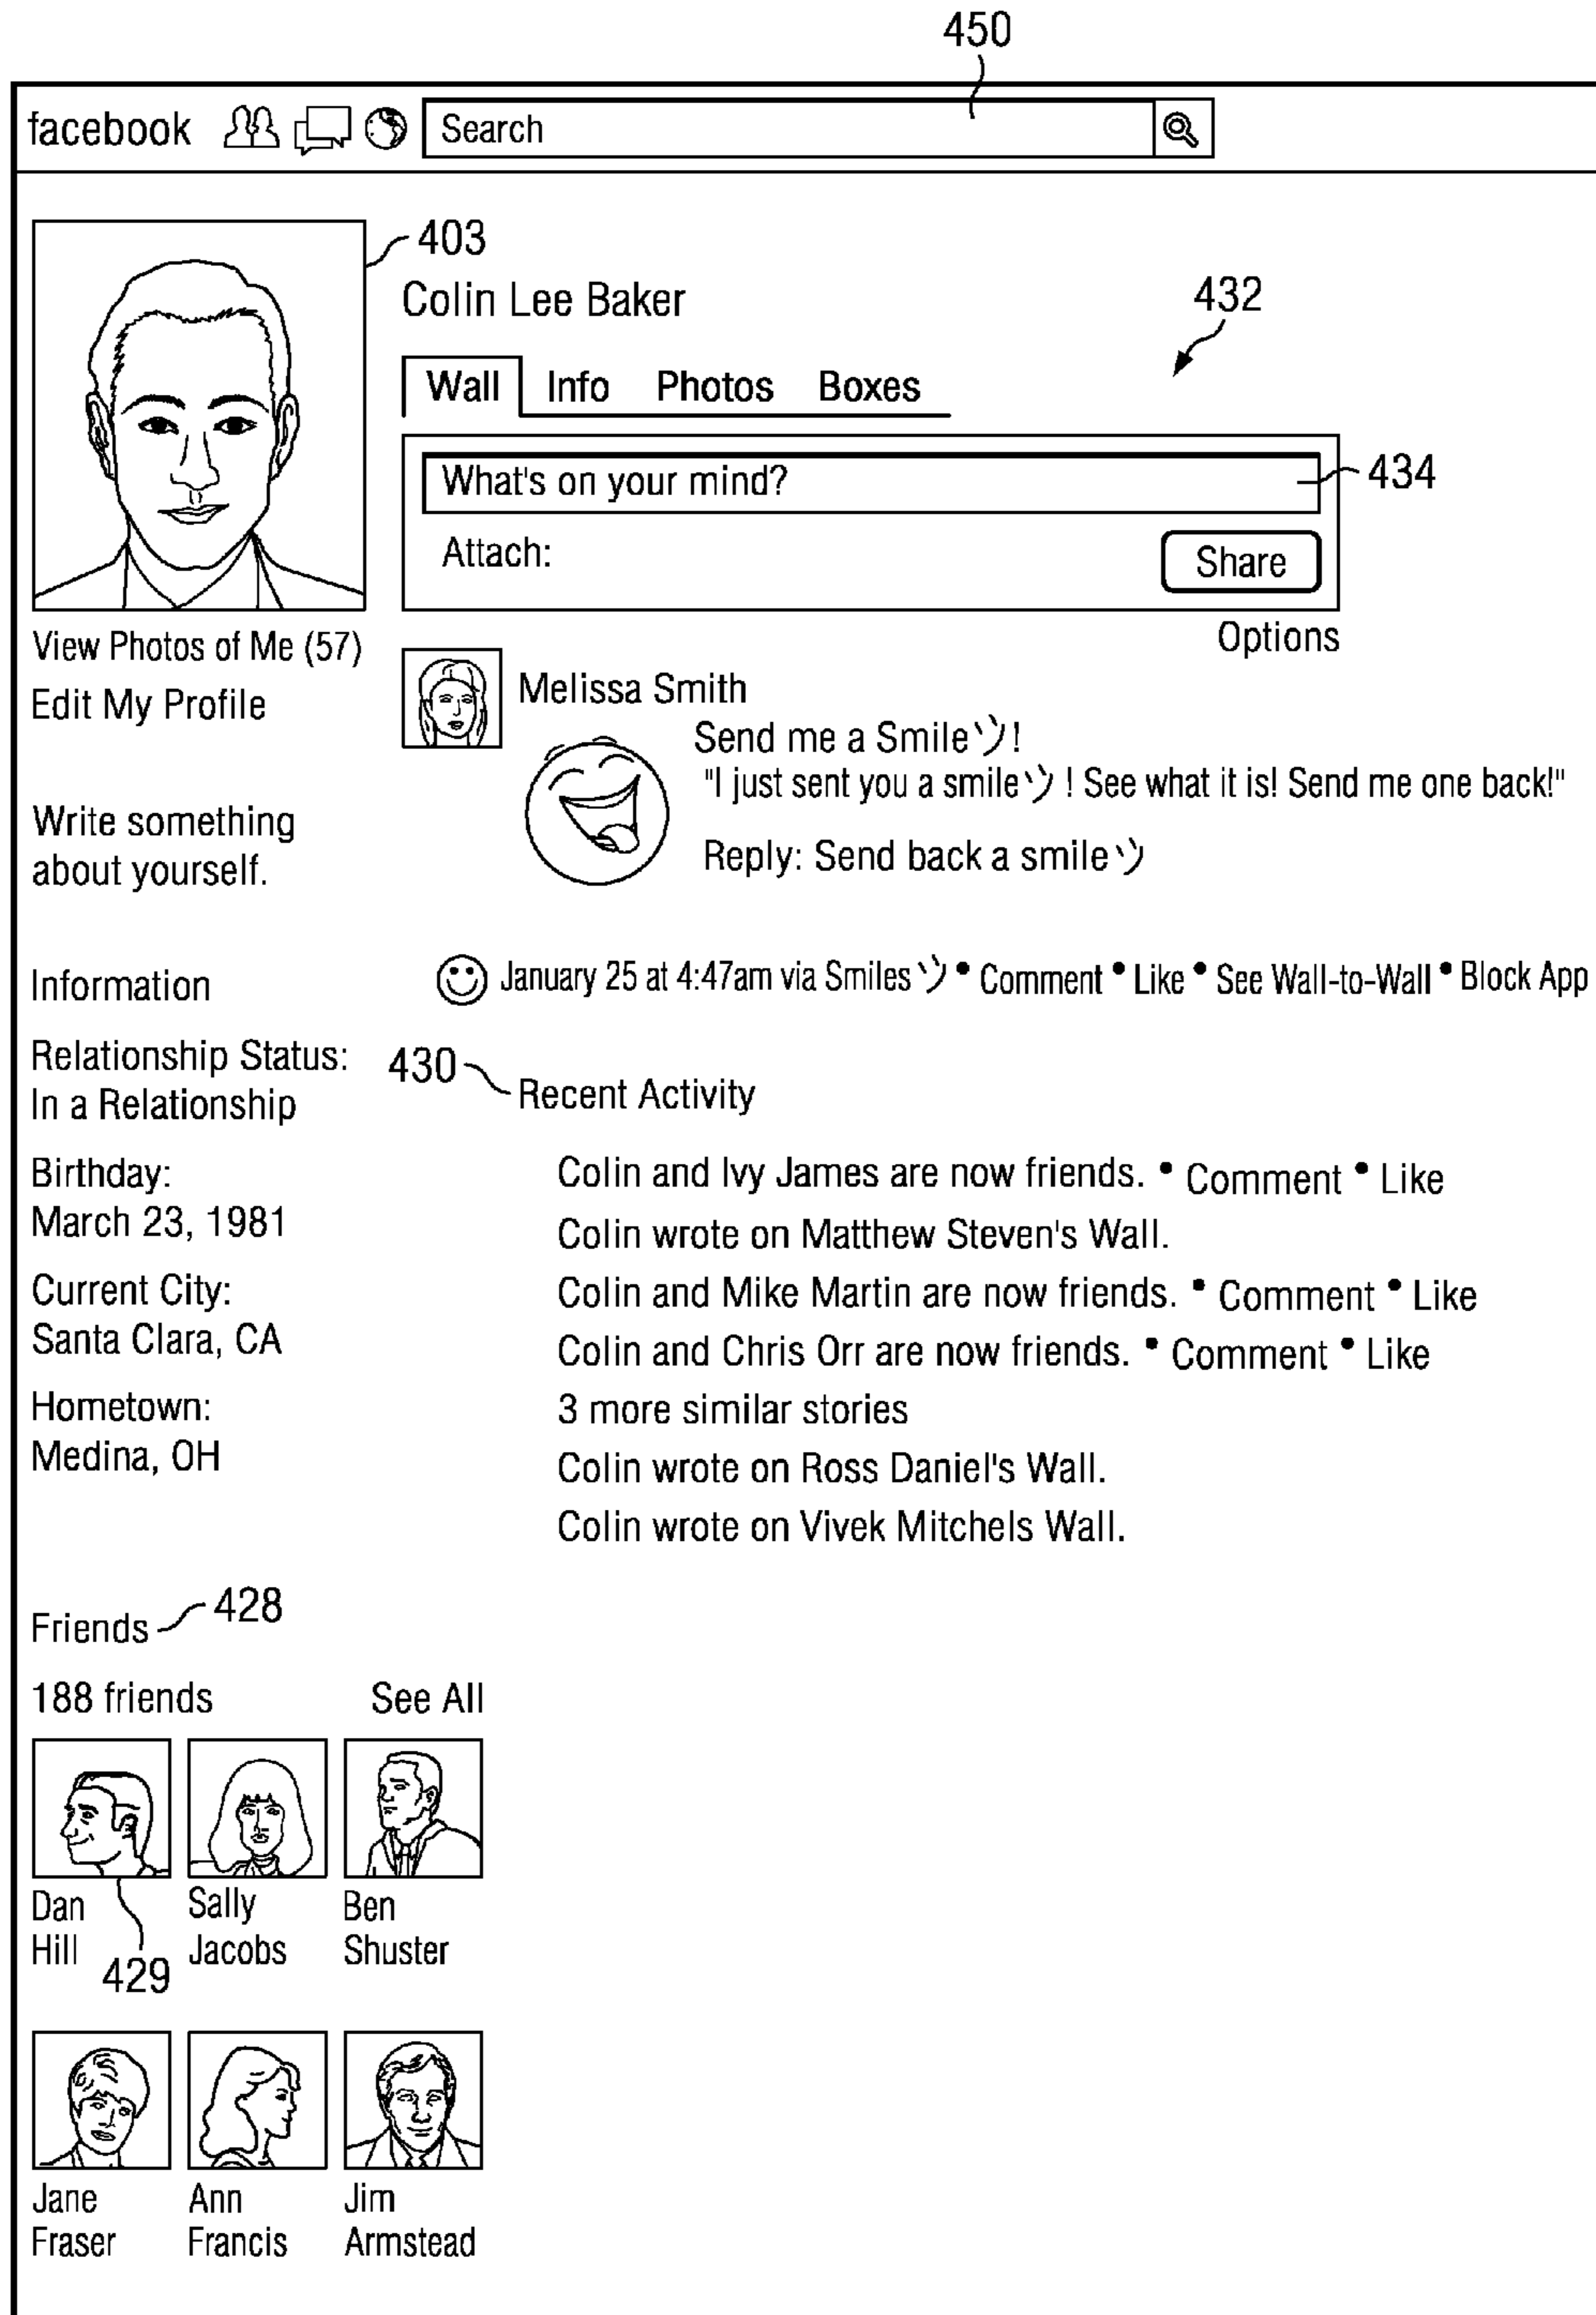 450
facebook Search
403
Colin Lee Baker
432
Wall Info Photos Boxes
What's on your mind?
434
Attach: Share
Options
View Photos of Me (57)
Edit My Profile
Write something
about yourself.
Melissa Smith
Send me a Smileツ!
"I just sent you a smileツ! See what it is! Send me one back!"
Reply: Send back a smileツ
January 25 at 4:47am via Smilesツ • Comment • Like • See Wall-to-Wall • Block App
Information
Relationship Status:
In a Relationship
Birthday:
March 23, 1981
Current City:
Santa Clara, CA
Hometown:
Medina, OH
430
Recent Activity
Colin and Ivy James are now friends. • Comment • Like
Colin wrote on Matthew Steven's Wall.
Colin and Mike Martin are now friends. • Comment • Like
Colin and Chris Orr are now friends. • Comment • Like
3 more similar stories
Colin wrote on Ross Daniel's Wall.
Colin wrote on Vivek Mitchels Wall.
Friends 428
188 friends See All
Dan Sally Ben
Hill Jacobs Shuster
429
Jane Ann Jim
Fraser Francis Armstead